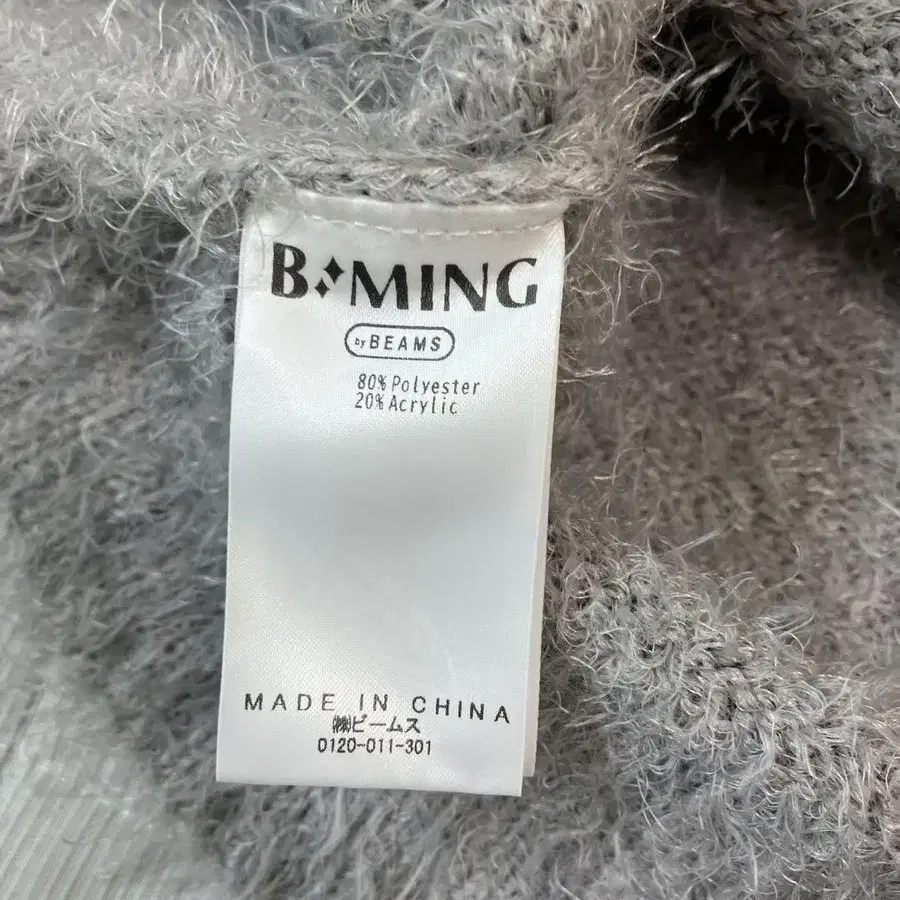 B MING
by BEAMS
80% Polyester
20% Acrylic
MADE IN CHINA
㈱ビームス
0120-011-301